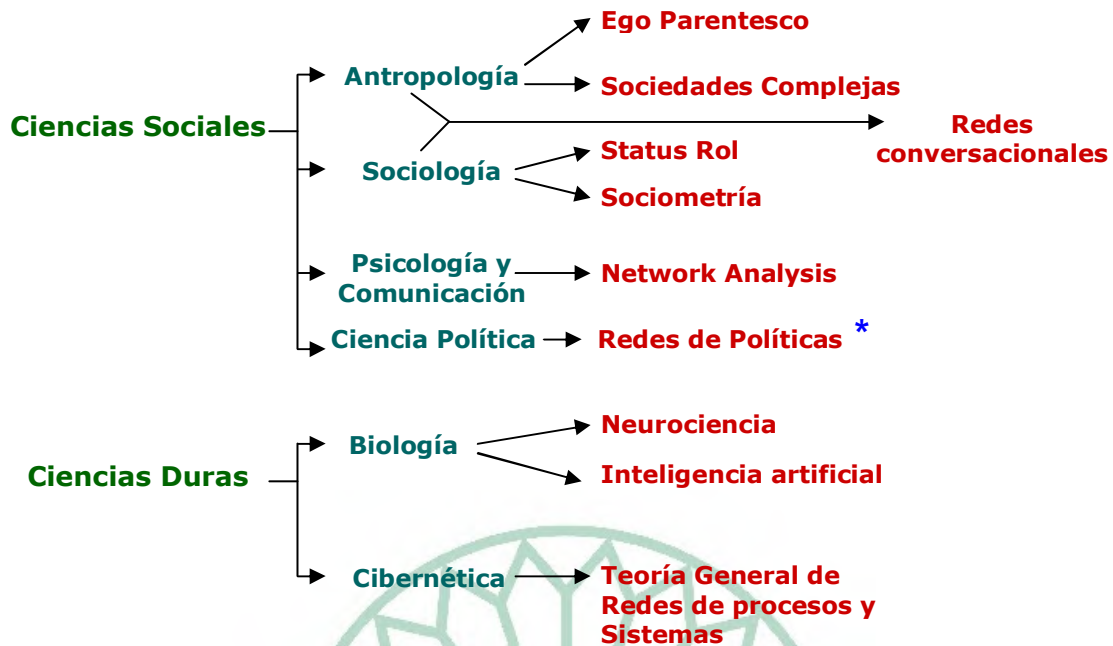 Ego Parentesco
Antropología
Sociedades Complejas
Ciencias Sociales
Redes
conversacionales
Status Rol
Sociología
Sociometría
Psicología y
Comunicación
Network Analysis
Ciencia Política
Redes de Políticas *
Neurociencia
Biología
Ciencias Duras
Inteligencia artificial
Cibernética
Teoría General de
Redes de procesos y
Sistemas